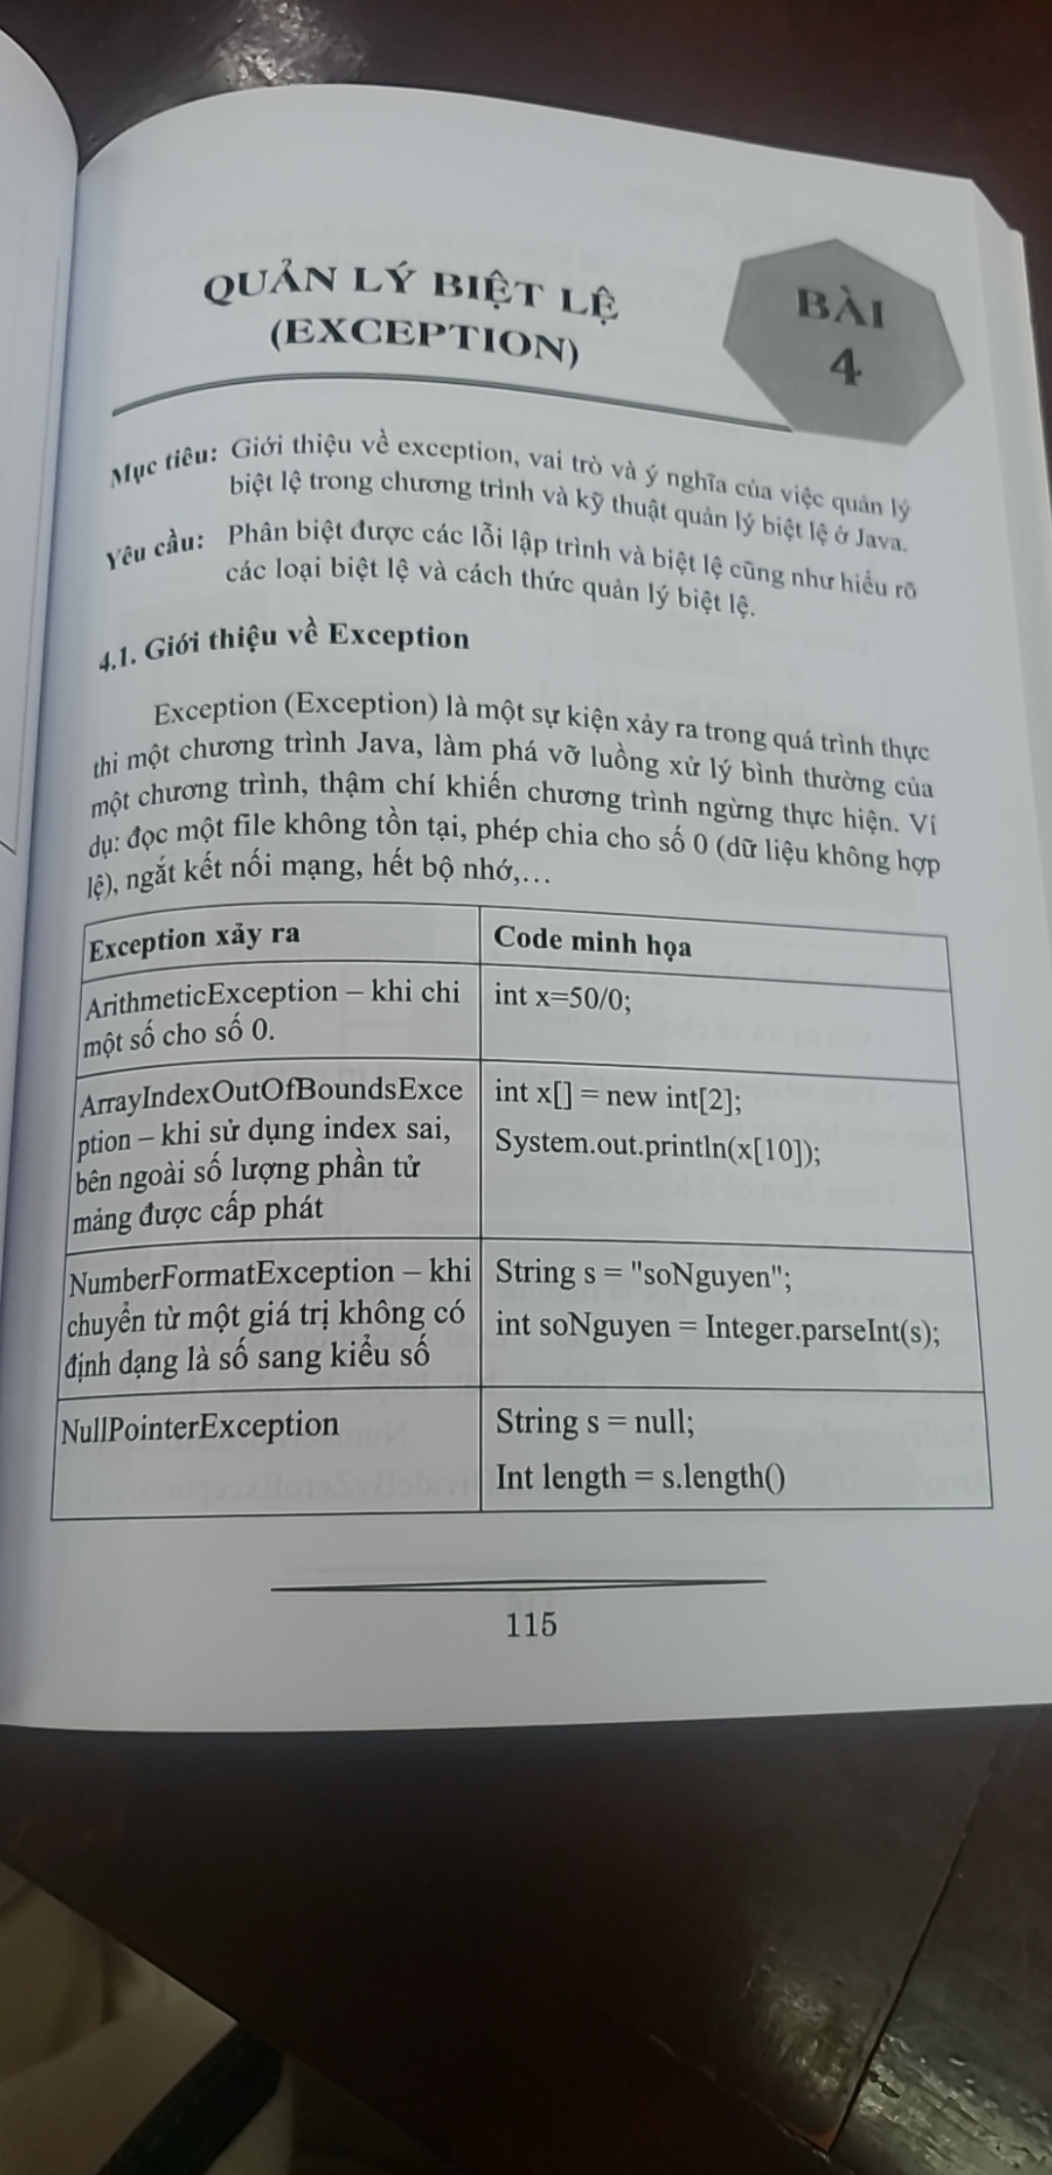 QUẢN LÝ BIỆT LỆ
(EXCEPTION)
BÀI
4
Mục tiêu: Giới thiệu về exception, vai trò và ý nghĩa của việc quản lý
biệt lệ trong chương trình và kỹ thuật quản lý biệt lệ ở Java.
Yêu cầu: Phân biệt được các lỗi lập trình và biệt lệ cũng như hiểu rõ
các loại biệt lệ và cách thức quản lý biệt lệ.
4.1. Giới thiệu về Exception
Exception (Exception) là một sự kiện xảy ra trong quá trình thực
thi một chương trình Java, làm phá vỡ luồng xử lý bình thường của
một chương trình, thậm chí khiến chương trình ngừng thực hiện. Ví
dụ: đọc một file không tồn tại, phép chia cho số 0 (dữ liệu không hợp
lệ), ngắt kết nối mạng, hết bộ nhớ,…
Exception xảy ra
Code minh họa
ArithmeticException – khi chi
một số cho số 0.
int x=50/0;
ArrayIndexOutOfBoundsExce
ption – khi sử dụng index sai,
bên ngoài số lượng phần tử
mảng được cấp phát
int x[] = new int[2];
System.out.println(x[10]);
NumberFormatException – khi
chuyển từ một giá trị không có
định dạng là số sang kiểu số
String s = "soNguyen";
int soNguyen = Integer.parseInt(s);
NullPointerException
String s = null;
Int length = s.length()
115